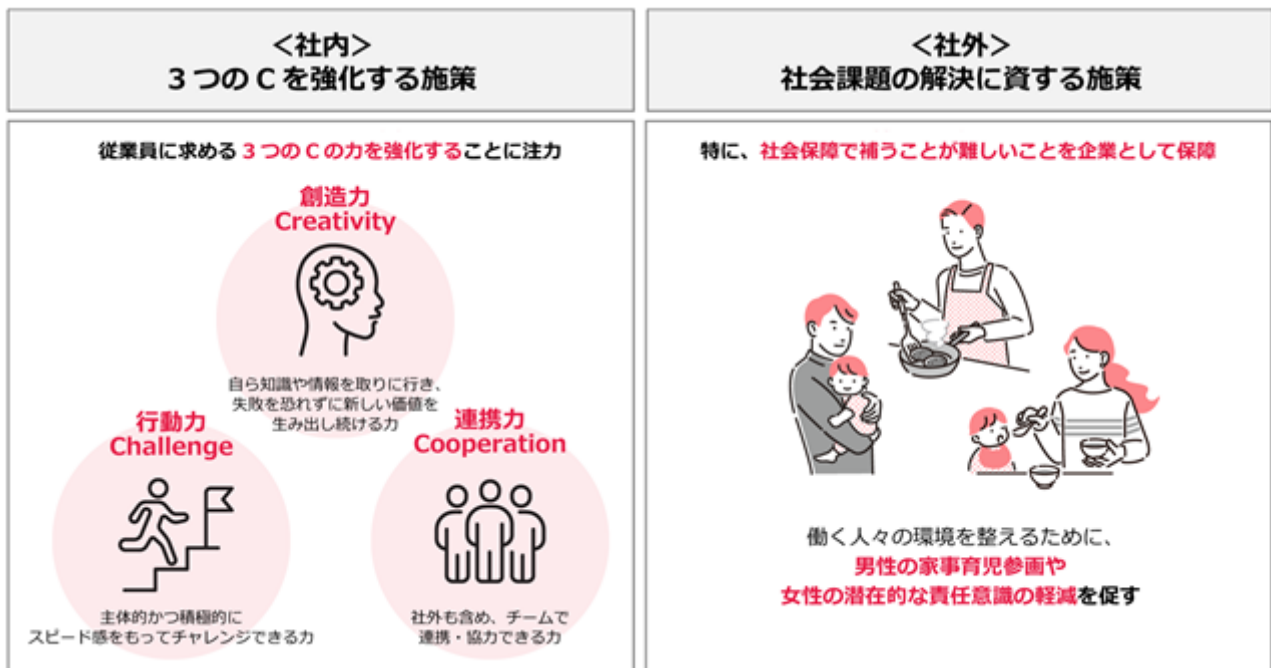 <社内>
3つのCを強化する施策
従業員に求める3つのCの力を強化することに注力
創造力
Creativity
自ら知識や情報を取りに行き、
失敗を恐れずに新しい価値を
生み出し続ける力
行動力
Challenge
主体的かつ積極的に
スピード感をもってチャレンジできる力
連携力
Cooperation
社外も含め、チームで
連携・協力できる力
<社外>
社会課題の解決に資する施策
特に、社会保障で補うことが難しいことを企業として保障
働く人々の環境を整えるために、
男性の家事育児参画や
女性の潜在的な責任意識の軽減を促す